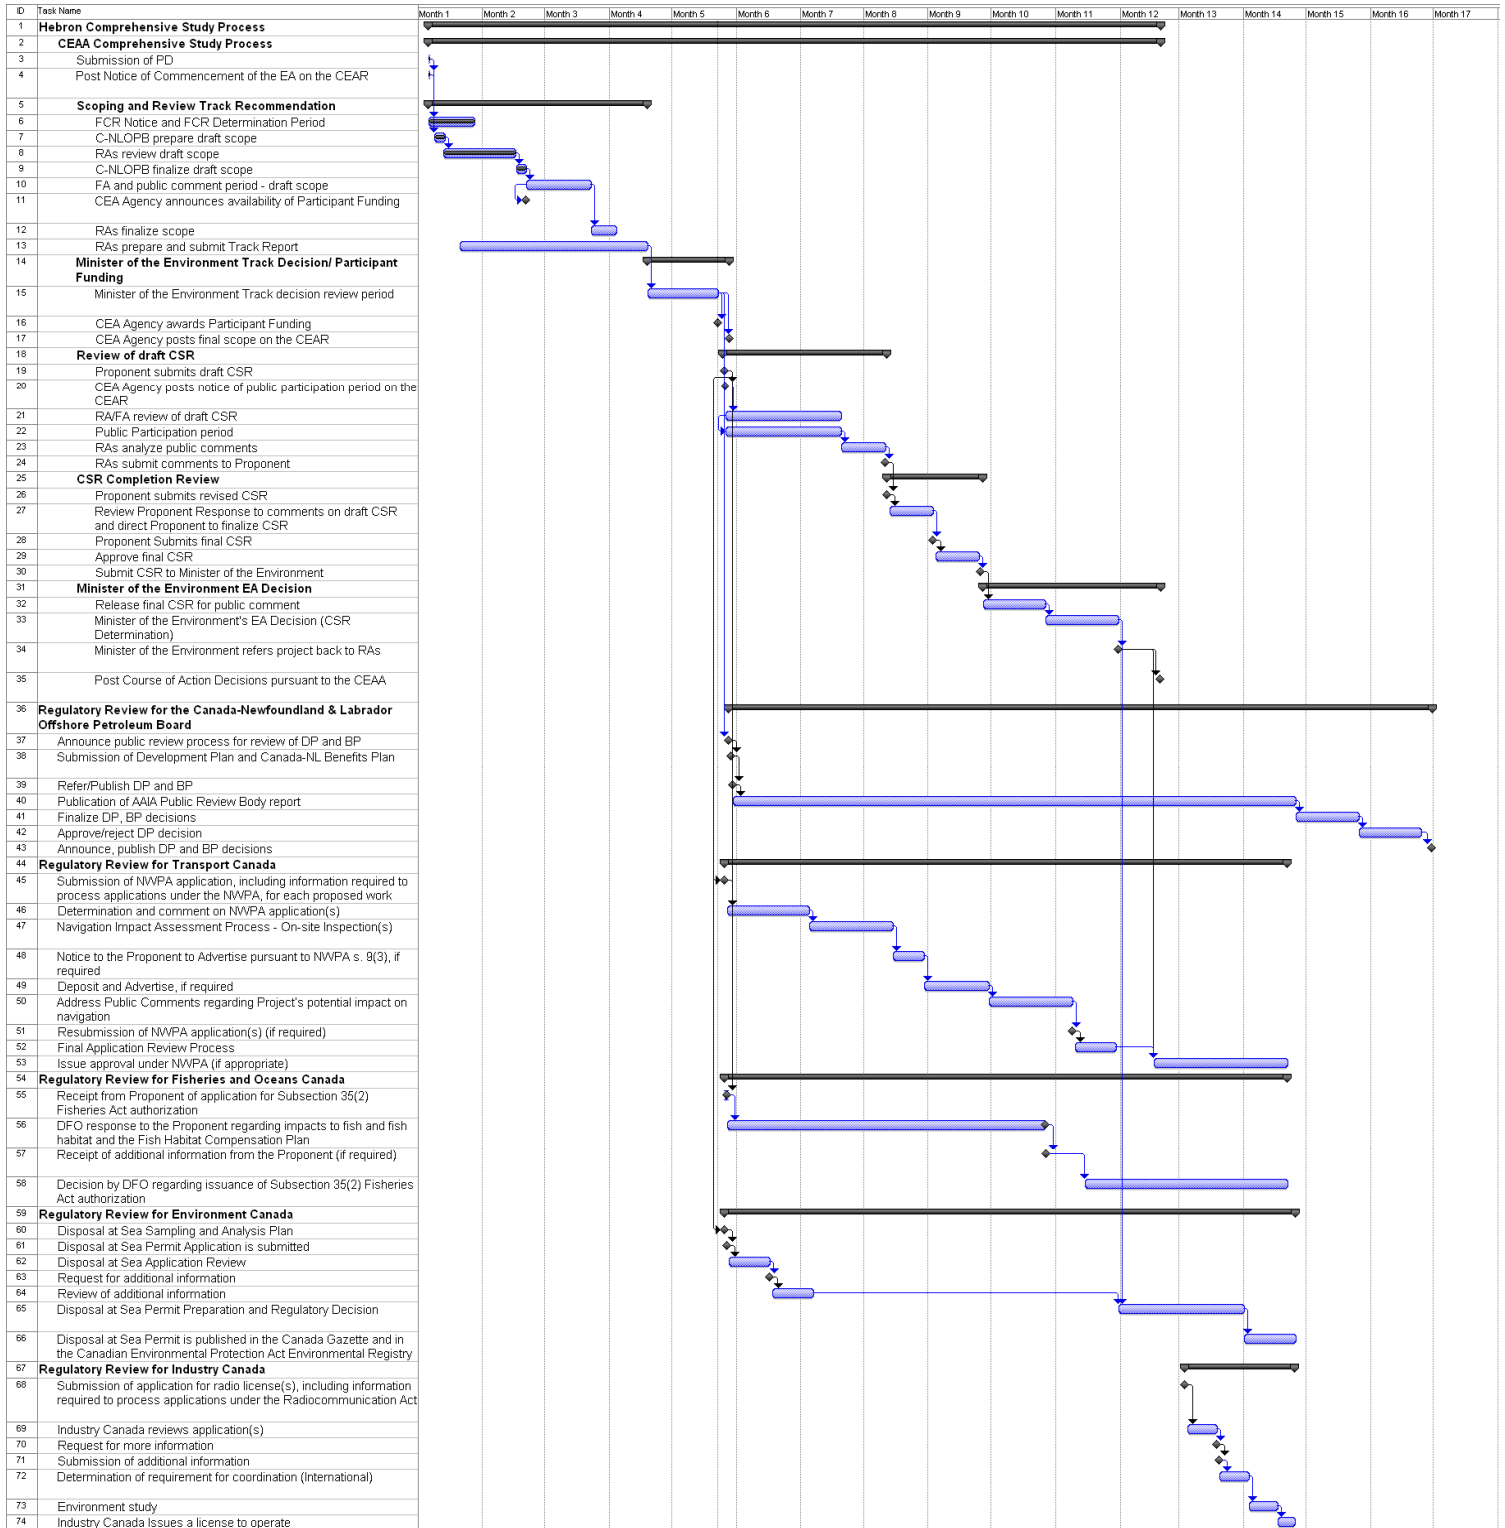 ID Task Name Month 1 Month 2 Month 3 Month 4 Month 5 Month 6 Month 7 Month 8 Month 9 Month 10 Month 11 Month 12 Month 13 Month 14 Month 15 Month 16 Month 17
1 Hebron Comprehensive Study Process
2 CEAA Comprehensive Study Process
3 Submission of PD
4 Post Notice of Commencement of the EA on the CEAR
5 Scoping and Review Track Recommendation
6 FCR Notice and FCR Determination Period
7 C-NLOPB prepare draft scope
8 RAs review draft scope
9 C-NLOPB finalize draft scope
10 FA and public comment period - draft scope
11 CEA Agency announces availability of Participant Funding
12 RAs finalize scope
13 RAs prepare and submit Track Report
14 Minister of the Environment Track Decision/ Participant
Funding
15 Minister of the Environment Track decision review period
16 CEA Agency awards Participant Funding
17 CEA Agency posts final scope on the CEAR
18 Review of draft CSR
19 Proponent submits draft CSR
20 CEA Agency posts notice of public participation period on the
CEAR
21 RA/FA review of draft CSR
22 Public Participation period
23 RAs analyze public comments
24 RAs submit comments to Proponent
25 CSR Completion Review
26 Proponent submits revised CSR
27 Review Proponent Response to comments on draft CSR
and direct Proponent to finalize CSR
28 Proponent Submits final CSR
29 Approve final CSR
30 Submit CSR to Minister of the Environment
31 Minister of the Environment EA Decision
32 Release final CSR for public comment
33 Minister of the Environment's EA Decision (CSR
Determination)
34 Minister of the Environment refers project back to RAs
35 Post Course of Action Decisions pursuant to the CEAA
36 Regulatory Review for the Canada-Newfoundland & Labrador
Offshore Petroleum Board
37 Announce public review process for review of DP and BP
38 Submission of Development Plan and Canada-NL Benefits Plan
39 Refer/Publish DP and BP
40 Publication of AAIA Public Review Body report
41 Finalize DP, BP decisions
42 Approve/reject DP decision
43 Announce, publish DP and BP decisions
44 Regulatory Review for Transport Canada
45 Submission of NWPA application, including information required to
process applications under the NWPA, for each proposed work
46 Determination and comment on NWPA application(s)
47 Navigation Impact Assessment Process - On-site Inspection(s)
48 Notice to the Proponent to Advertise pursuant to NWPA s. 9(3), if
required
49 Deposit and Advertise, if required
50 Address Public Comments regarding Project's potential impact on
navigation
51 Resubmission of NWPA application(s) (if required)
52 Final Application Review Process
53 Issue approval under NWPA (if appropriate)
54 Regulatory Review for Fisheries and Oceans Canada
55 Receipt from Proponent of application for Subsection 35(2)
Fisheries Act authorization
56 DFO response to the Proponent regarding impacts to fish and fish
habitat and the Fish Habitat Compensation Plan
57 Receipt of additional information from the Proponent (if required)
58 Decision by DFO regarding issuance of Subsection 35(2) Fisheries
Act authorization
59 Regulatory Review for Environment Canada
60 Disposal at Sea Sampling and Analysis Plan
61 Disposal at Sea Permit Application is submitted
62 Disposal at Sea Application Review
63 Request for additional information
64 Review of additional information
65 Disposal at Sea Permit Preparation and Regulatory Decision
66 Disposal at Sea Permit is published in the Canada Gazette and in
the Canadian Environmental Protection Act Environmental Registry
67 Regulatory Review for Industry Canada
68 Submission of application for radio license(s), including information
required to process applications under the Radiocommunication Act
69 Industry Canada reviews application(s)
70 Request for more information
71 Submission of additional information
72 Determination of requirement for coordination (International)
73 Environment study
74 Industry Canada Issues a license to operate